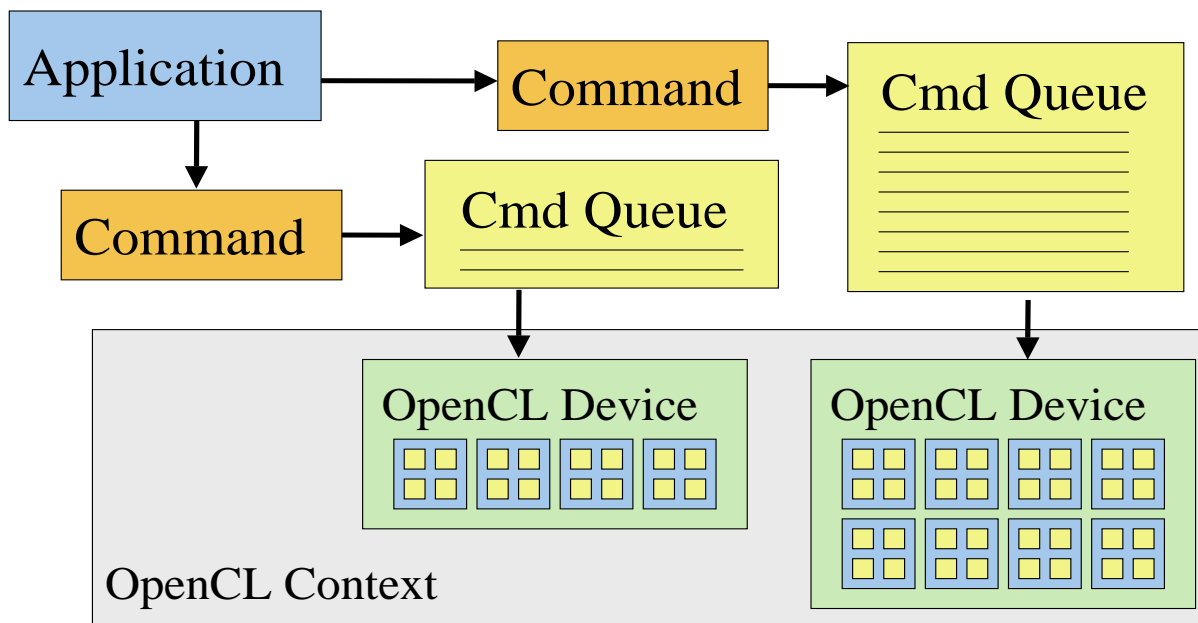 Application
Command
Cmd Queue
Command
Cmd Queue
OpenCL Device
OpenCL Device
OpenCL Context